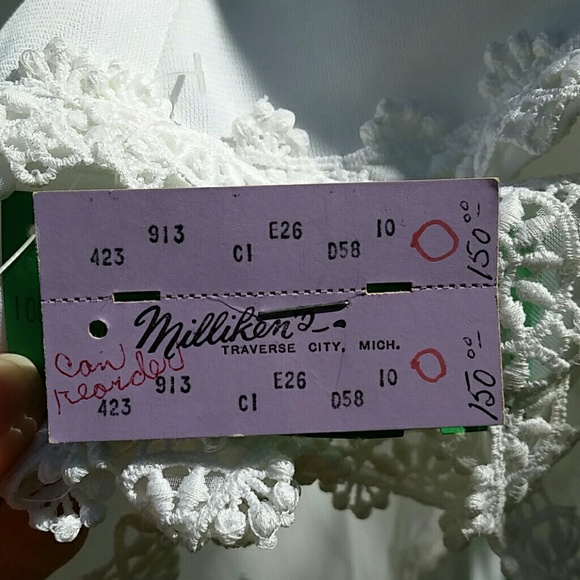 423 913 C1 E26 D58 10 150.00
Milliken's
TRAVERSE CITY, MICH.
Can
reorder
423 913 C1 E26 D58 10 150.00